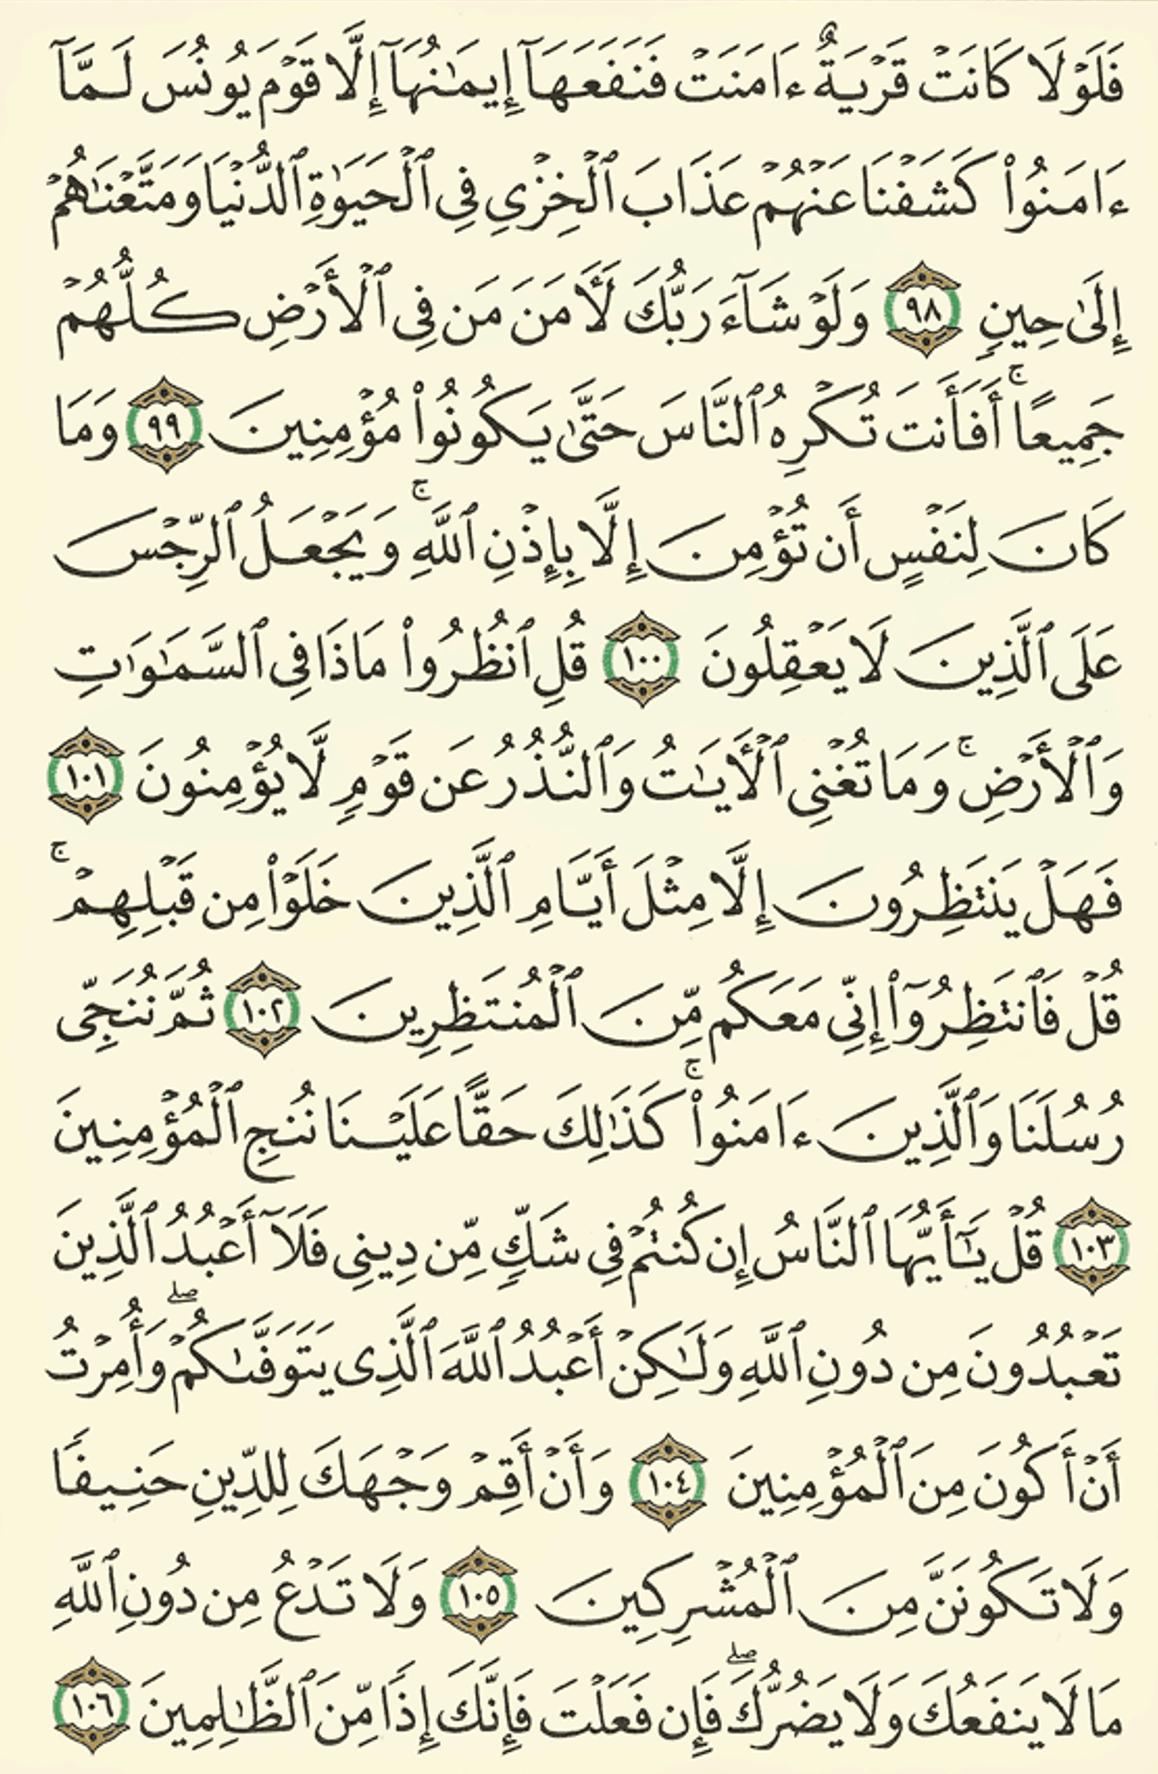 فَلَوْلَا كَانَتْ قَرْيَةٌ ءَامَنَتْ فَنَفَعَهَآ إِيمَٰنُهَآ إِلَّا قَوْمَ يُونُسَ لَمَّآ
ءَامَنُوا۟ كَشَفْنَا عَنْهُمْ عَذَابَ ٱلْخِزْىِ فِى ٱلْحَيَوٰةِ ٱلدُّنْيَا وَمَتَّعْنَٰهُمْ
إِلَىٰ حِينٍ ٩٨ وَلَوْ شَآءَ رَبُّكَ لَـَٔامَنَ مَن فِى ٱلْأَرْضِ كُلُّهُمْ
جَمِيعًا ۚ أَفَأَنتَ تُكْرِهُ ٱلنَّاسَ حَتَّىٰ يَكُونُوا۟ مُؤْمِنِينَ ٩٩ وَمَا
كَانَ لِنَفْسٍ أَن تُؤْمِنَ إِلَّا بِإِذْنِ ٱللَّهِ ۚ وَيَجْعَلُ ٱلرِّجْسَ
عَلَى ٱلَّذِينَ لَا يَعْقِلُونَ ١٠٠ قُلِ ٱنظُرُوا۟ مَاذَا فِى ٱلسَّمَٰوَٰتِ
وَٱلْأَرْضِ ۚ وَمَا تُغْنِى ٱلْـَٔايَٰتُ وَٱلنُّذُرُ عَن قَوْمٍ لَّا يُؤْمِنُونَ ١٠١
فَهَلْ يَنتَظِرُونَ إِلَّا مِثْلَ أَيَّامِ ٱلَّذِينَ خَلَوْا۟ مِن قَبْلِهِمْ ۚ
قُلْ فَٱنتَظِرُوٓا۟ إِنِّى مَعَكُم مِّنَ ٱلْمُنتَظِرِينَ ١٠٢ ثُمَّ نُنَجِّى
رُسُلَنَا وَٱلَّذِينَ ءَامَنُوا۟ ۚ كَذَٰلِكَ حَقًّا عَلَيْنَا نُنجِ ٱلْمُؤْمِنِينَ
١٠٣ قُلْ يَٰٓأَيُّهَا ٱلنَّاسُ إِن كُنتُمْ فِى شَكٍّ مِّن دِينِى فَلَآ أَعْبُدُ ٱلَّذِينَ
تَعْبُدُونَ مِن دُونِ ٱللَّهِ وَلَٰكِنْ أَعْبُدُ ٱللَّهَ ٱلَّذِى يَتَوَفَّىٰكُمْ ۖ وَأُمِرْتُ
أَنْ أَكُونَ مِنَ ٱلْمُؤْمِنِينَ ١٠٤ وَأَنْ أَقِمْ وَجْهَكَ لِلدِّينِ حَنِيفًا
وَلَا تَكُونَنَّ مِنَ ٱلْمُشْرِكِينَ ١٠٥ وَلَا تَدْعُ مِن دُونِ ٱللَّهِ
مَا لَا يَنفَعُكَ وَلَا يَضُرُّكَ ۖ فَإِن فَعَلْتَ فَإِنَّكَ إِذًا مِّنَ ٱلظَّٰلِمِينَ ١٠٦